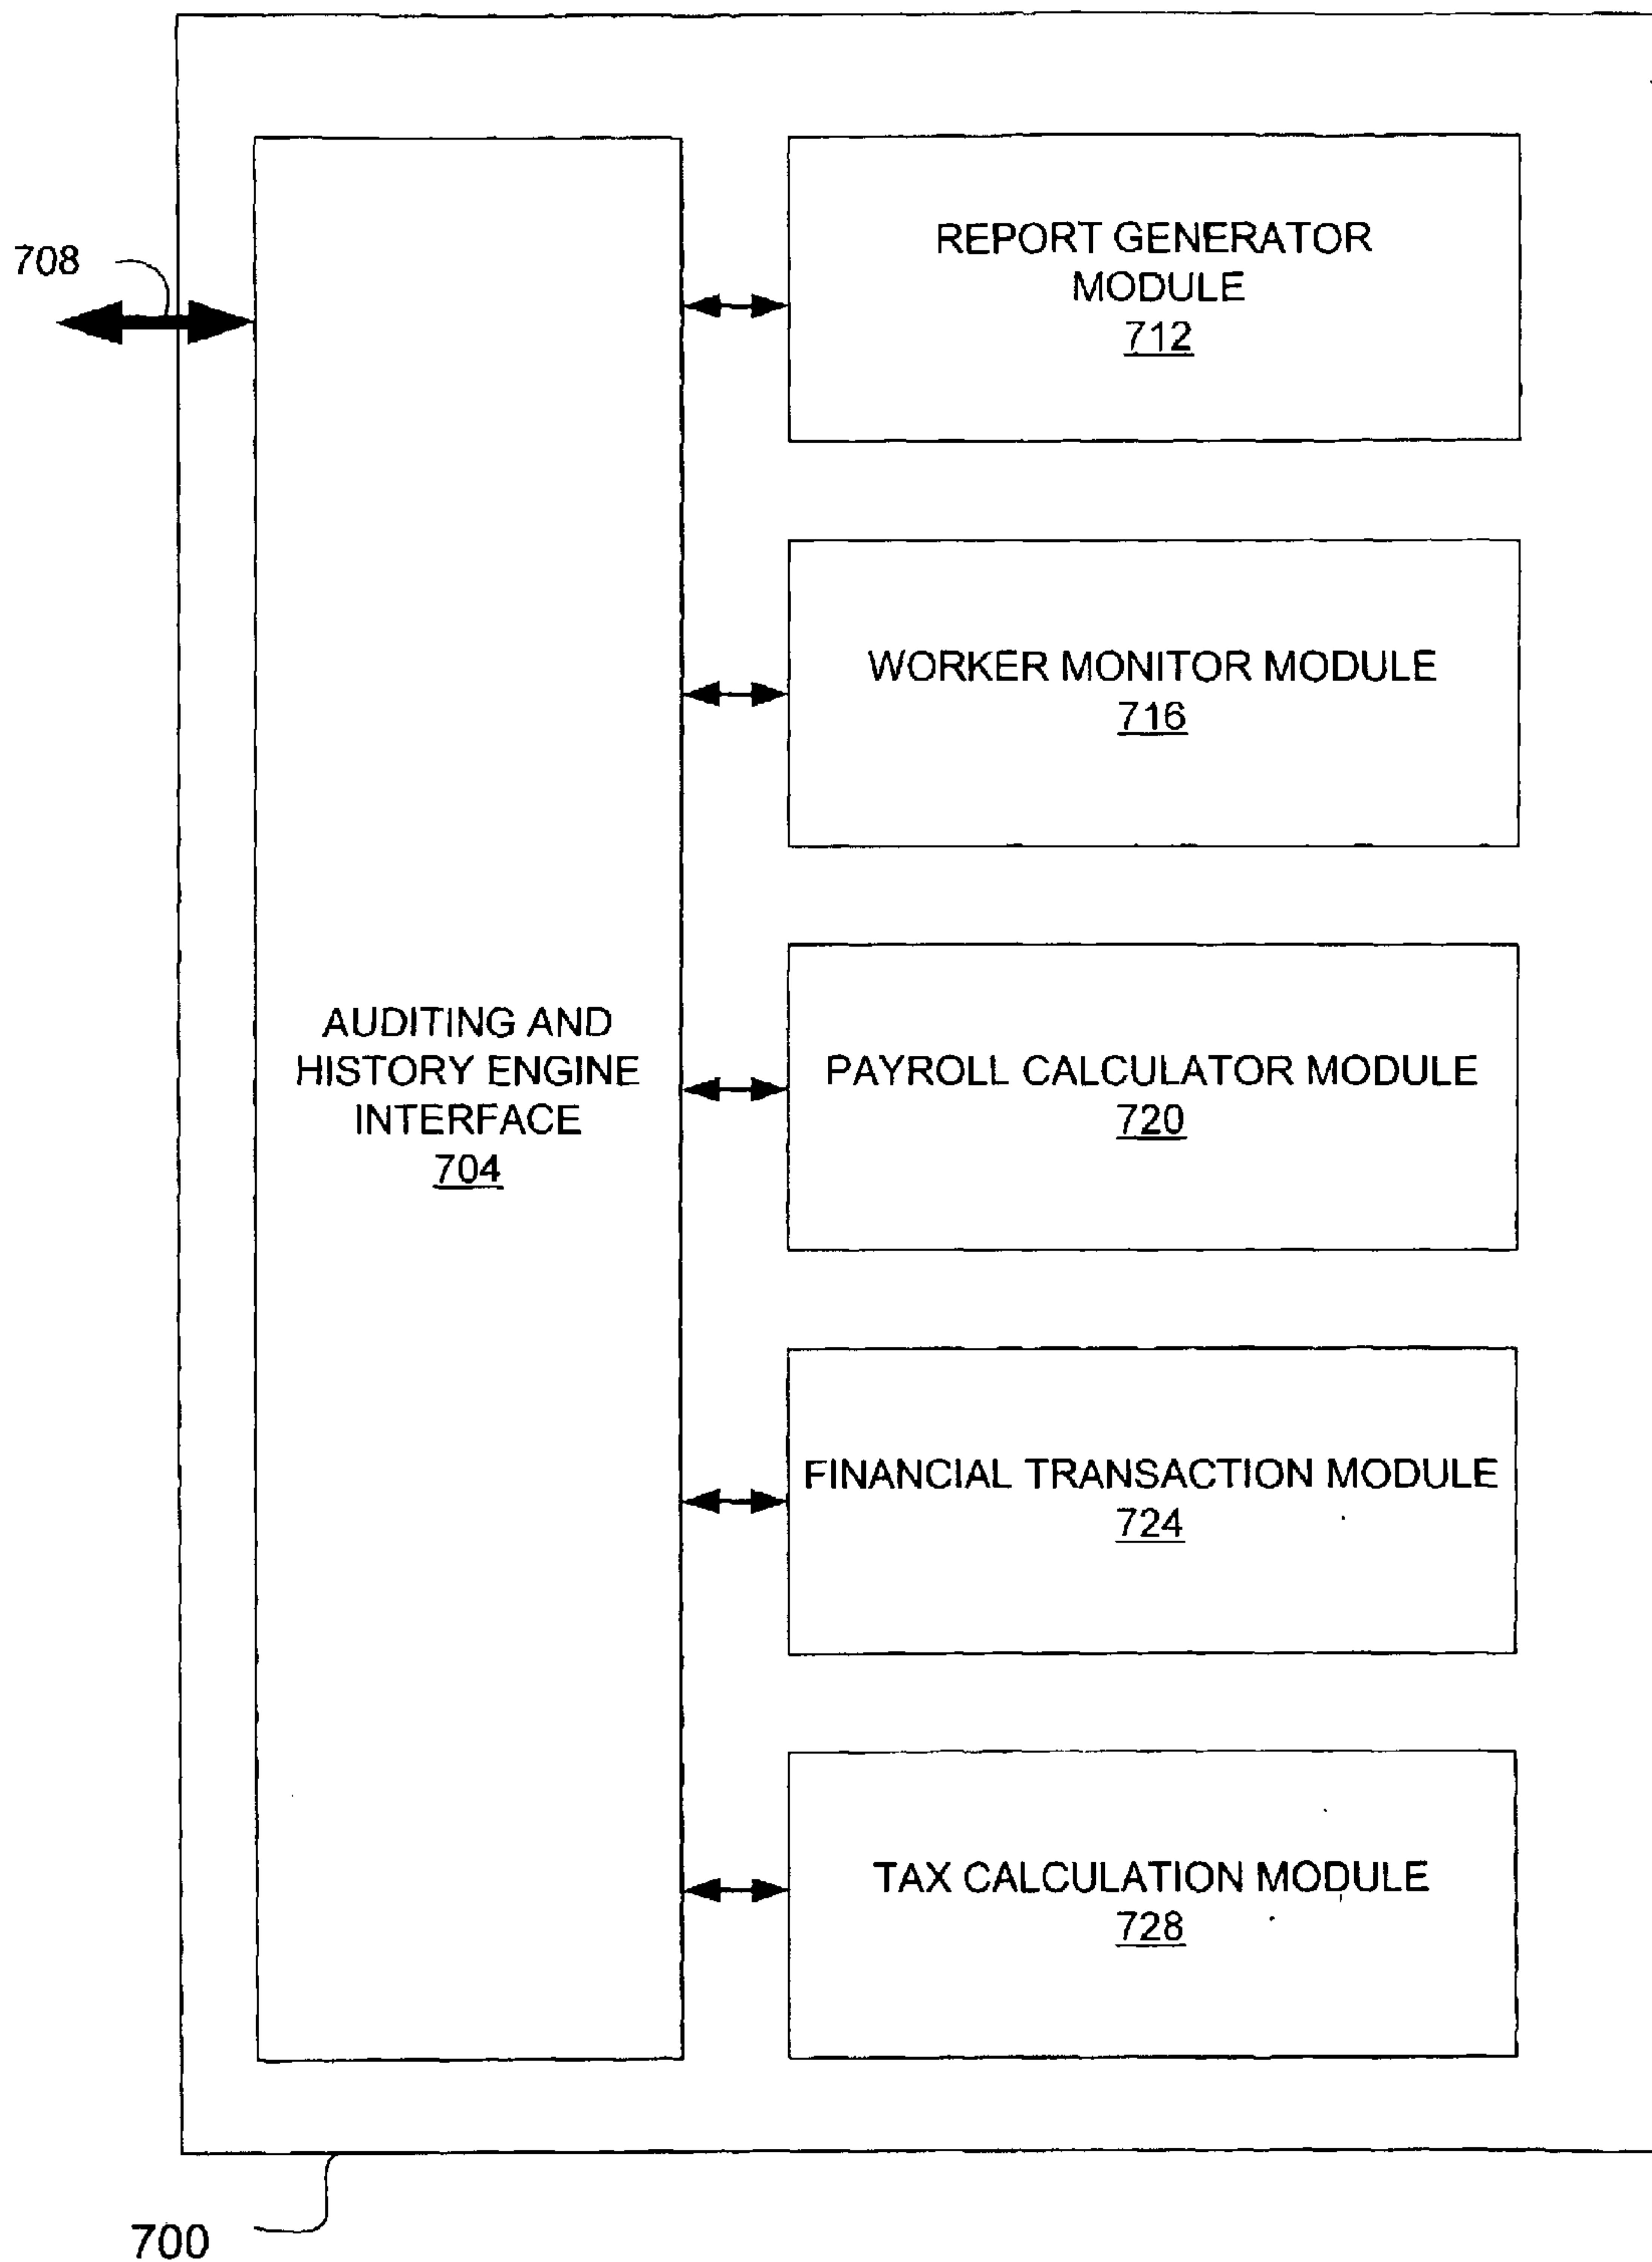 708
REPORT GENERATOR
MODULE
712
WORKER MONITOR MODULE
716
AUDITING AND
HISTORY ENGINE
INTERFACE
704
PAYROLL CALCULATOR MODULE
720
FINANCIAL TRANSACTION MODULE
724
TAX CALCULATION MODULE
728
700